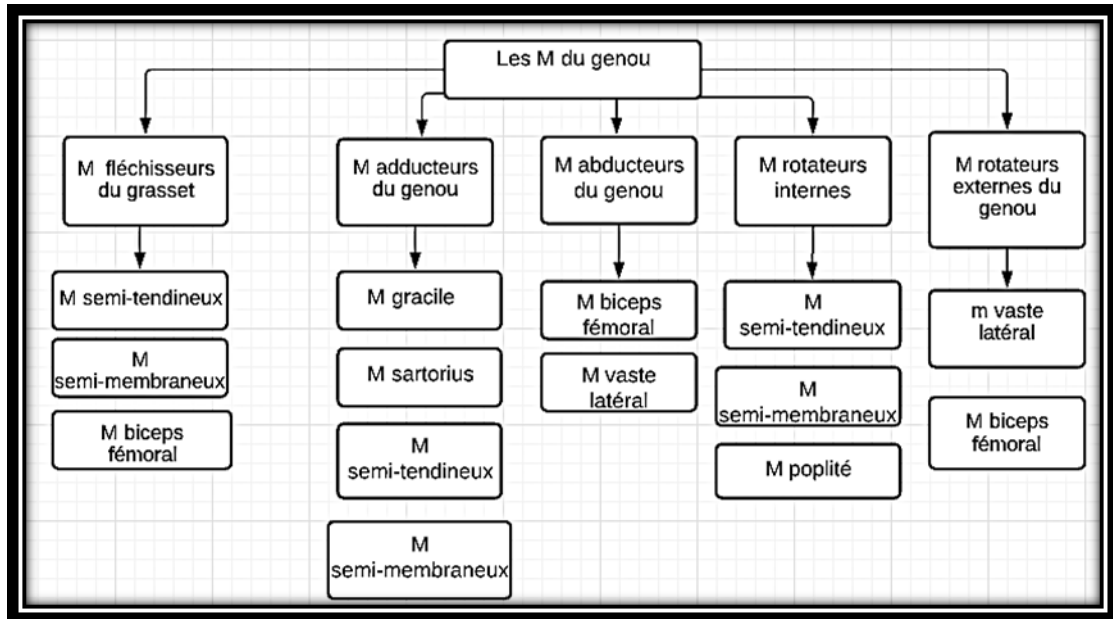 Les M du genou
M fléchisseurs
du grasset
M semi-tendineux
M
semi-membraneux
M biceps
fémoral
M adducteurs
du genou
M gracile
M sartorius
M
semi-tendineux
M
semi-membraneux
M abducteurs
du genou
M biceps
fémoral
M vaste
latéral
M rotateurs
internes
M
semi-tendineux
M
semi-membraneux
M poplité
M rotateurs
externes du
genou
m vaste
latéral
M biceps
fémoral